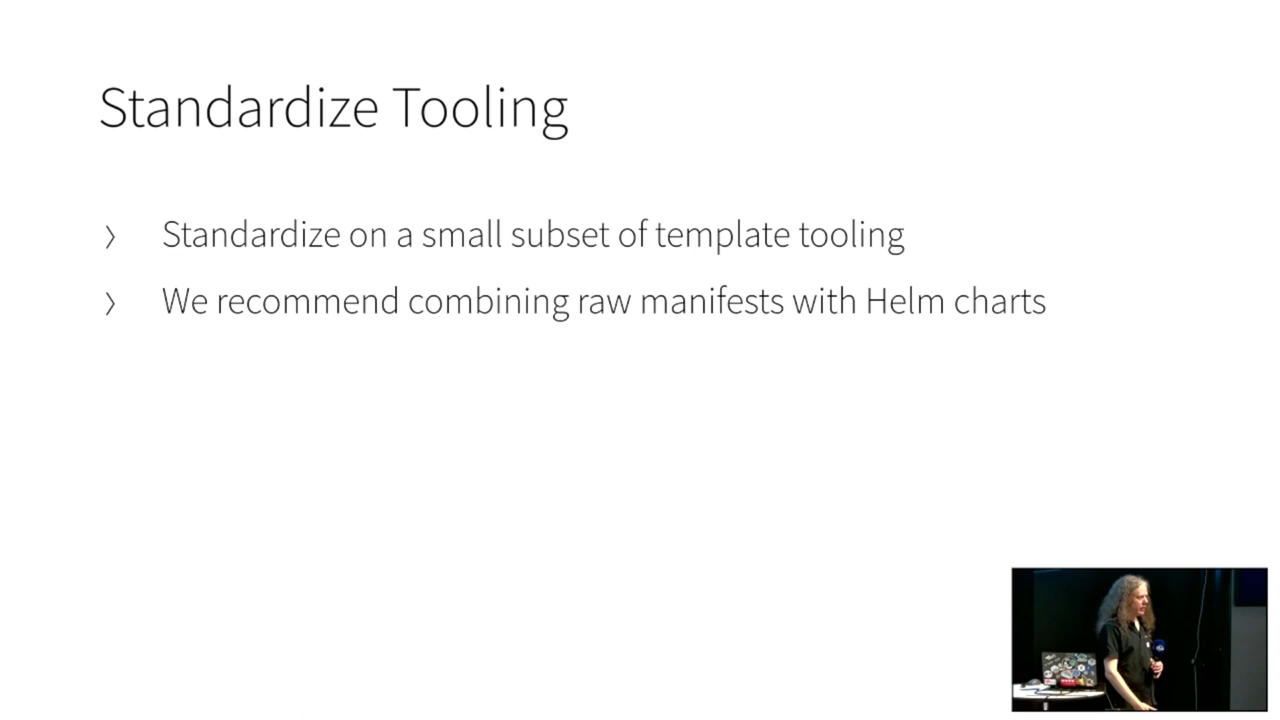 Standardize Tooling
〉 Standardize on a small subset of template tooling
〉 We recommend combining raw manifests with Helm charts